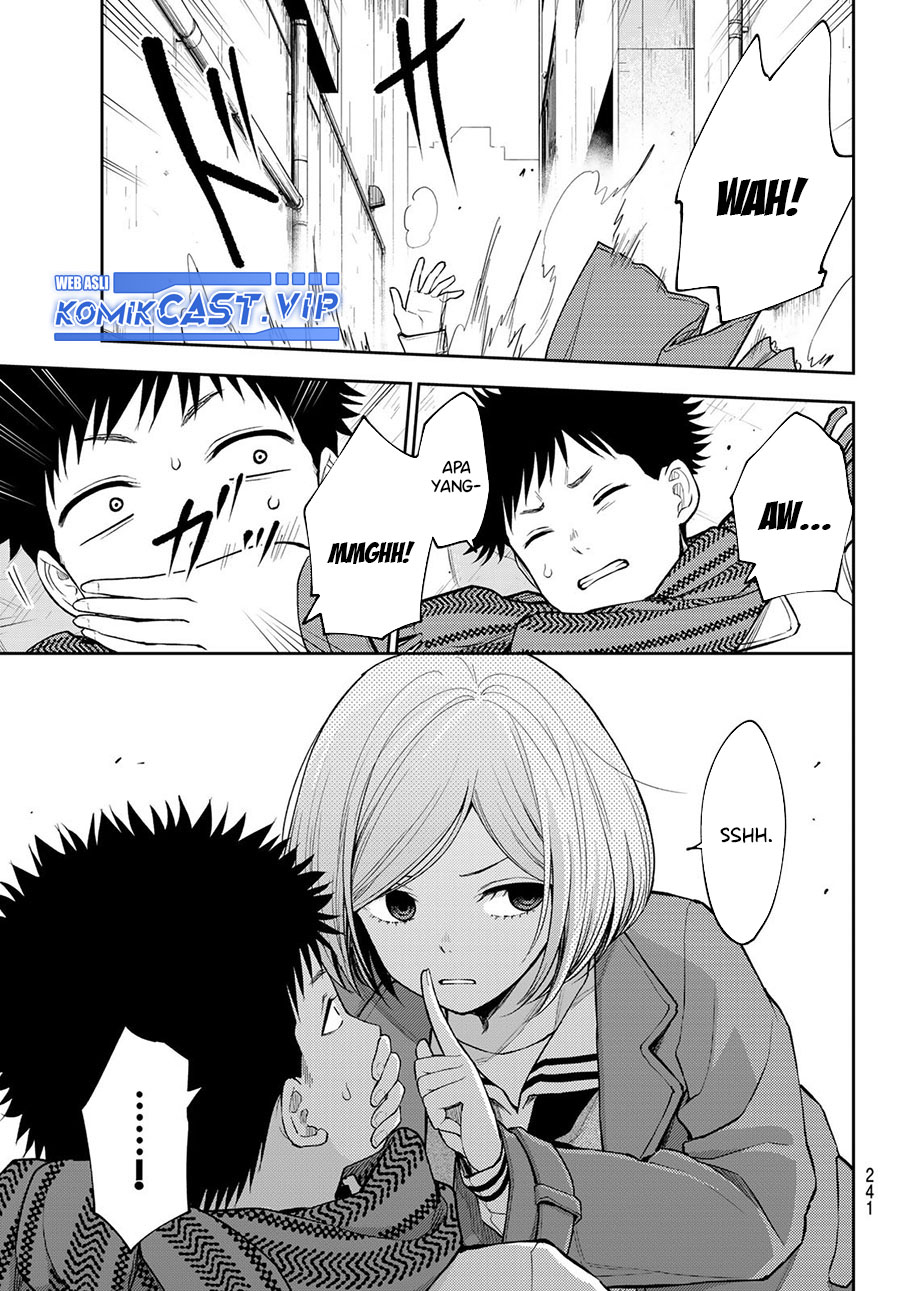 ドサ
WAH!
WEB ASLI
KOMIKCAST.VIP
AW...
APA
YANG-
MMGHH!
ガッ
SSHH.
......!
241